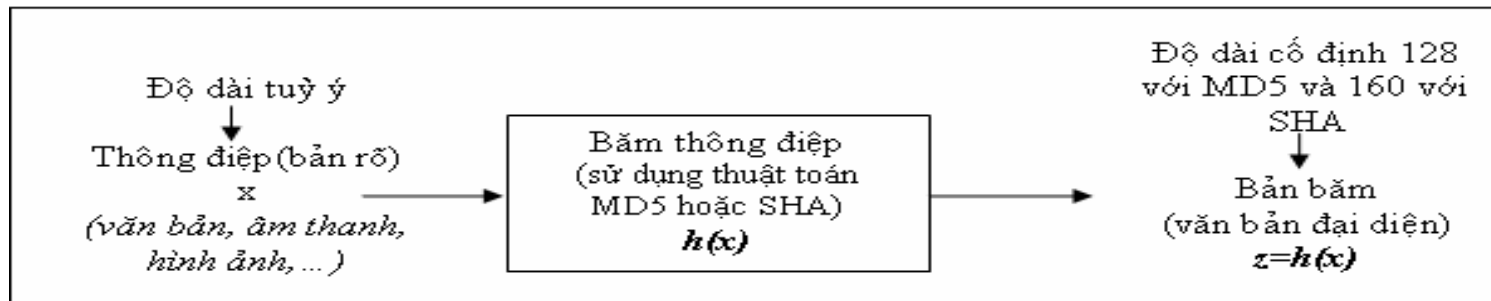 Độ dài tuỳ ý
Thông điệp(bản rõ)
x
(văn bản, âm thanh,
hình ảnh, ...)
Băm thông điệp
(sử dụng thuật toán
MD5 hoặc SHA)
h(x)
Độ dài cố định 128
với MD5 và 160 với
SHA
Bản băm
(văn bản đại diện)
z=h(x)